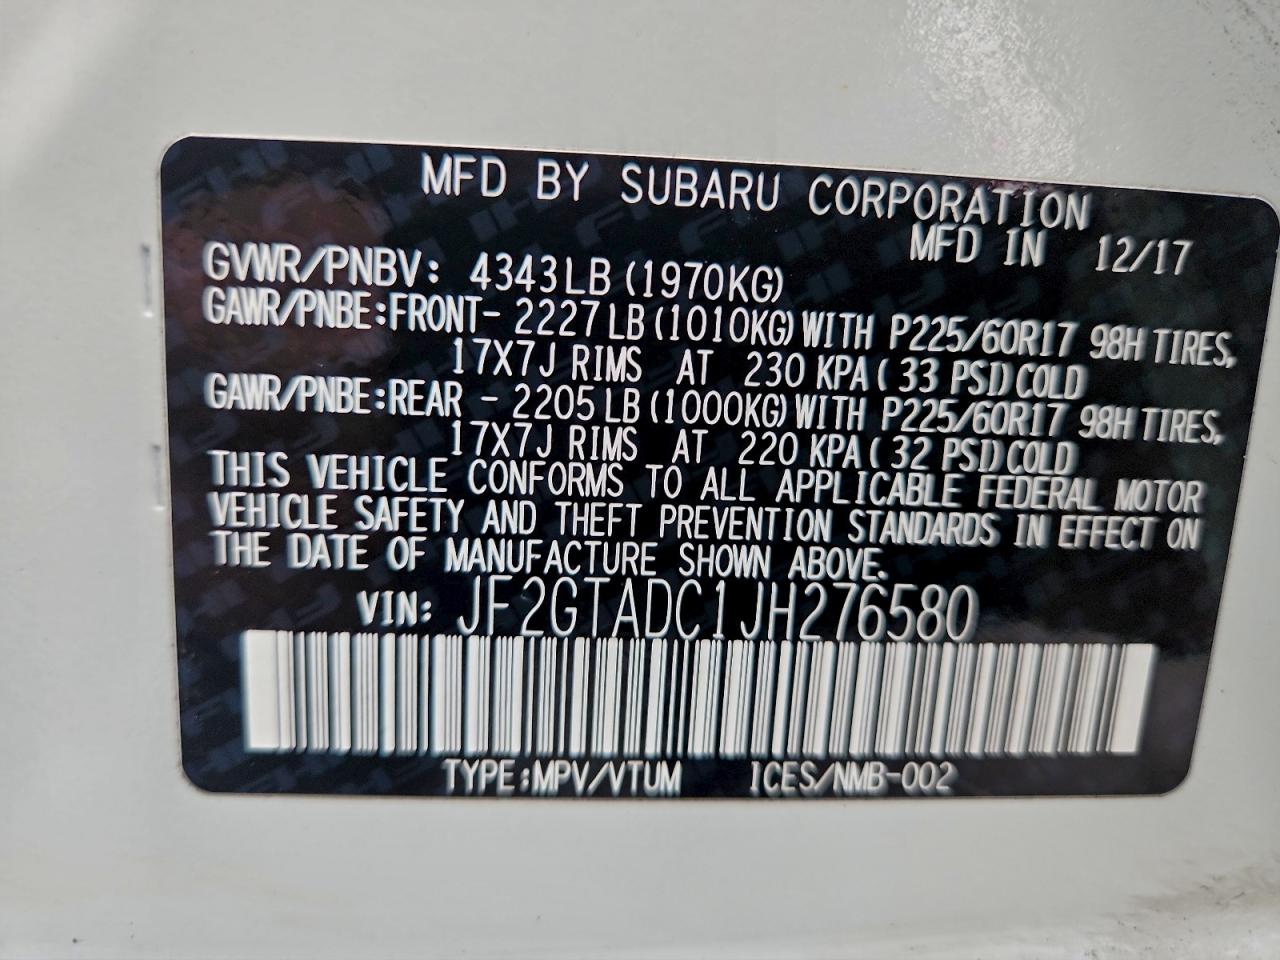 MFD BY SUBARU CORPORATION
MFD IN 12/17
GVWR/PNBV: 4343LB (1970KG)
GAWR/PNBE:FRONT- 2227LB(1010KG)WITH P225/60R17 98H TIRES,
17X7J RIMS AT 230 KPA( 33 PSI)COLD
GAWR/PNBE:REAR - 2205LB(1000KG)WITH P225/60R17 98H TIRES,
17X7J RIMS AT 220 KPA( 32 PSI)COLD
THIS VEHICLE CONFORMS TO ALL APPLICABLE FEDERAL MOTOR
VEHICLE SAFETY AND THEFT PREVENTION STANDARDS IN EFFECT ON
THE DATE OF MANUFACTURE SHOWN ABOVE.
VIN: JF2GTADC1JH276580
TYPE:MPV/VTUM ICES/NMB-002